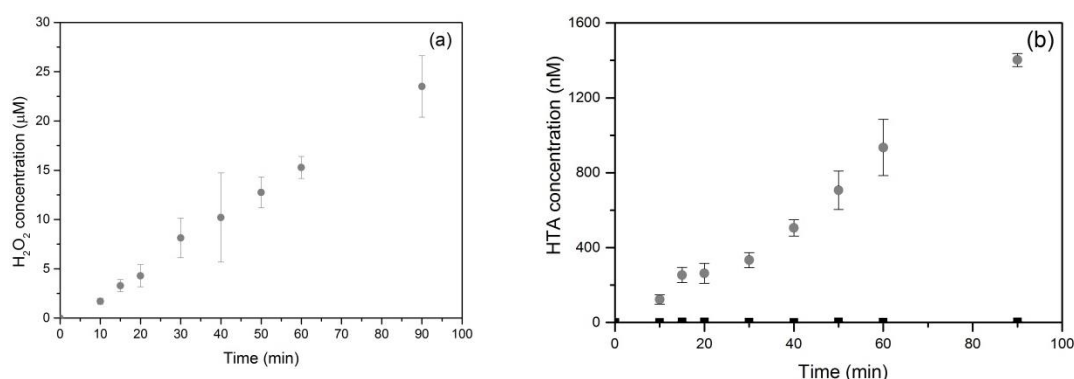 (a)
H₂O₂ concentration (μM)
30
25
20
15
10
5
0
0 10 20 30 40 50 60 70 80 90 100
Time (min)
(b)
HTA concentration (nM)
1600
1200
800
400
0
0 20 40 60 80 100
Time (min)